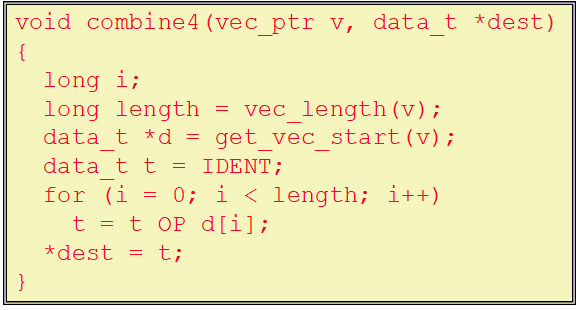 void combine4(vec_ptr v, data_t *dest)
{
  long i;
  long length = vec_length(v);
  data_t *d = get_vec_start(v);
  data_t t = IDENT;
  for (i = 0; i < length; i++)
    t = t OP d[i];
  *dest = t;
}